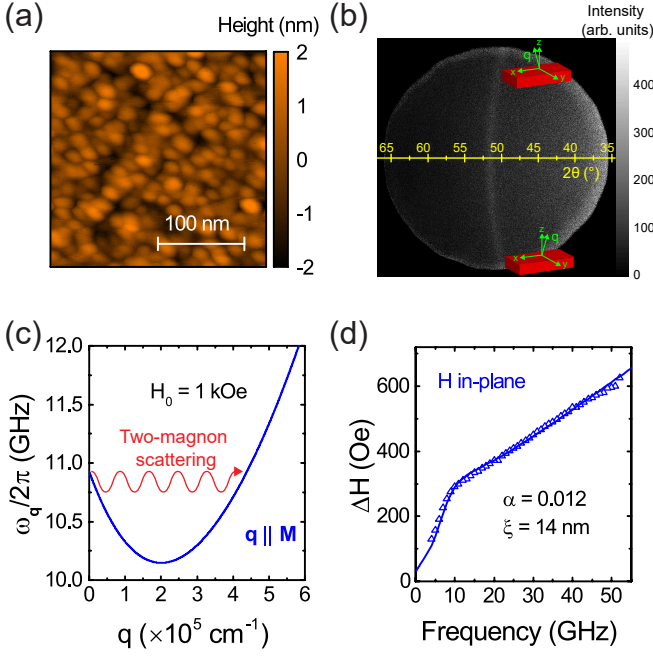 (a)
Height (nm)
2
1
0
-1
-2
100 nm
(b)
Intensity
(arb. units)
400
300
200
100
0
65 60 55 50 45 40 35
2θ (°)
z
q
x
y
z
q
x
y
(c)
12.0
11.5
11.0
10.5
10.0
ω_q/2π (GHz)
H₀ = 1 kOe
Two-magnon
scattering
q || M
0 1 2 3 4 5 6
q (×10⁵ cm⁻¹)
(d)
600
400
200
0
ΔH (Oe)
H in-plane
α = 0.012
ξ = 14 nm
0 10 20 30 40 50
Frequency (GHz)